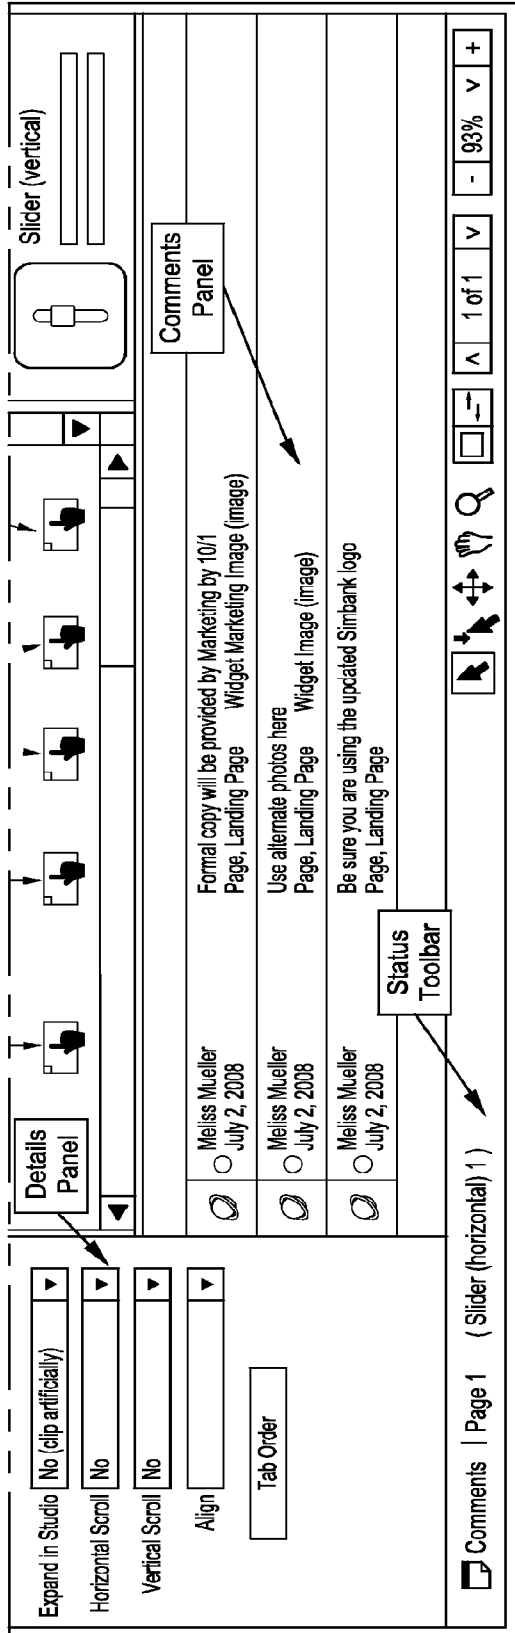 Slider (vertical)
Expand in Studio No (clip artificially)
Horizontal Scroll No
Vertical Scroll No
Align
Tab Order
Details
Panel
Comments
Panel
Meliss Mueller
July 2, 2008
Formal copy will be provided by Marketing by 10/1
Page, Landing Page Widget Marketing Image (image)
Meliss Mueller
July 2, 2008
Use alternate photos here
Page, Landing Page Widget Image (image)
Meliss Mueller
July 2, 2008
Be sure you are using the updated Simbank logo
Page, Landing Page
Status
Toolbar
Comments | Page 1 ( Slider (horizontal) 1 )
< 1 of 1 > - 93% > +